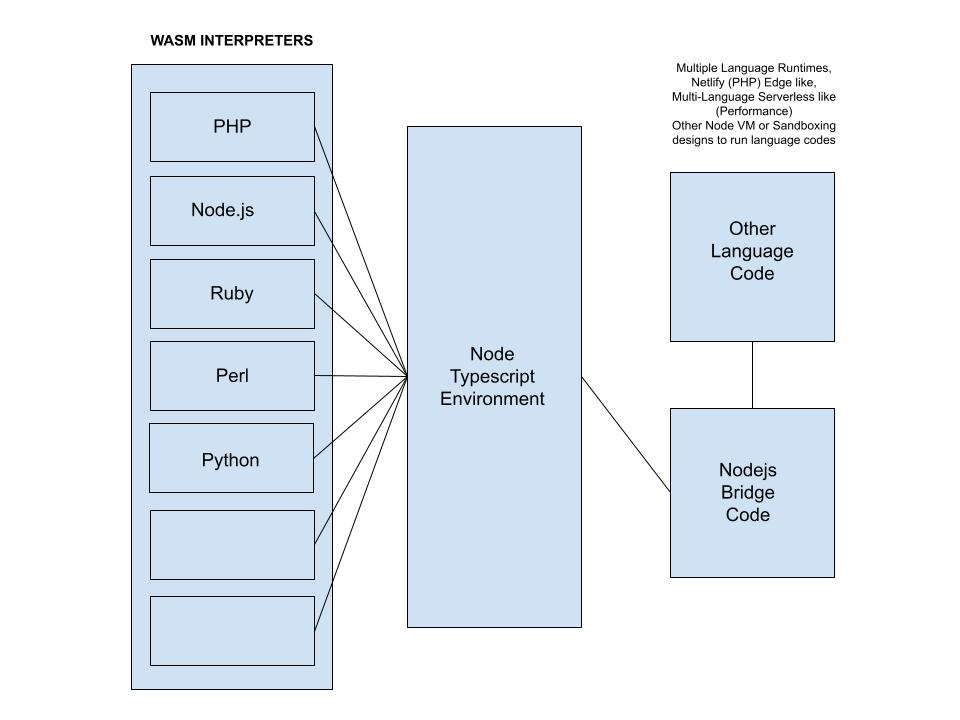 WASM INTERPRETERS
PHP
Node.js
Ruby
Perl
Python
Node
Typescript
Environment
Multiple Language Runtimes,
Netlify (PHP) Edge like,
Multi-Language Serverless like
(Performance)
Other Node VM or Sandboxing
designs to run language codes
Other
Language
Code
Nodejs
Bridge
Code